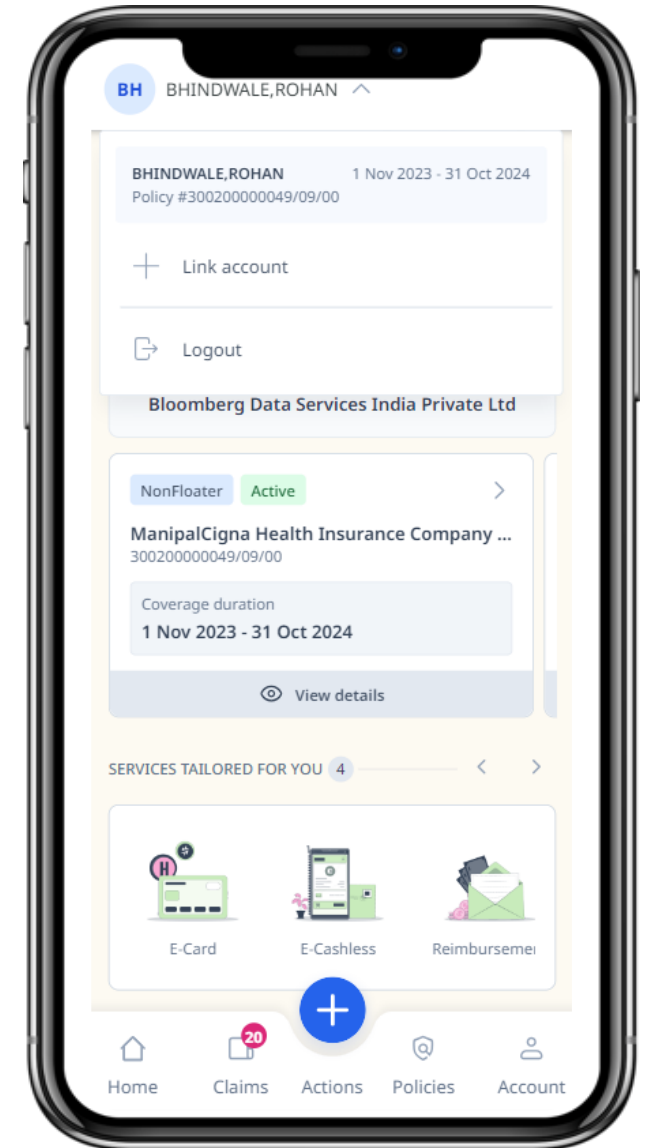 BH BHINDWALE,ROHAN
BHINDWALE,ROHAN 1 Nov 2023 - 31 Oct 2024
Policy #300200000049/09/00
Link account
Logout
Bloomberg Data Services India Private Ltd
NonFloater Active
ManipalCigna Health Insurance Company ...
300200000049/09/00
Coverage duration
1 Nov 2023 - 31 Oct 2024
View details
SERVICES TAILORED FOR YOU 4
H
E-Card E-Cashless Reimburseme
20
Home Claims Actions Policies Account